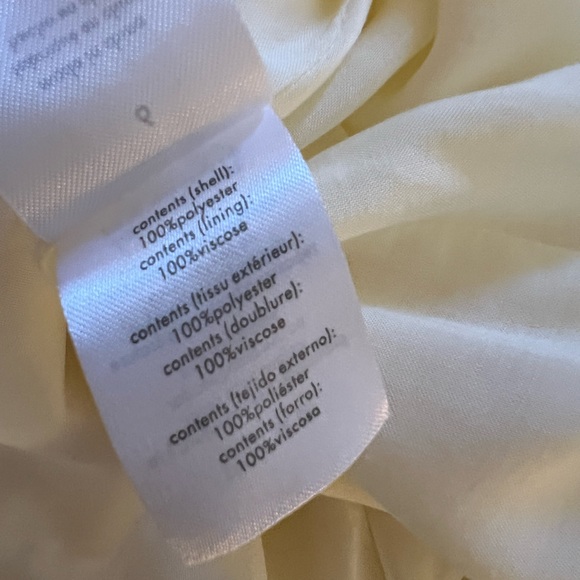 contents (shell):
100%polyester
contents (lining):
100%viscose
contents (tissu extérieur):
100%polyester
contents (doublure):
100%viscose
contents (tejido externo):
100%poliéster
contents (forro):
100%viscosa